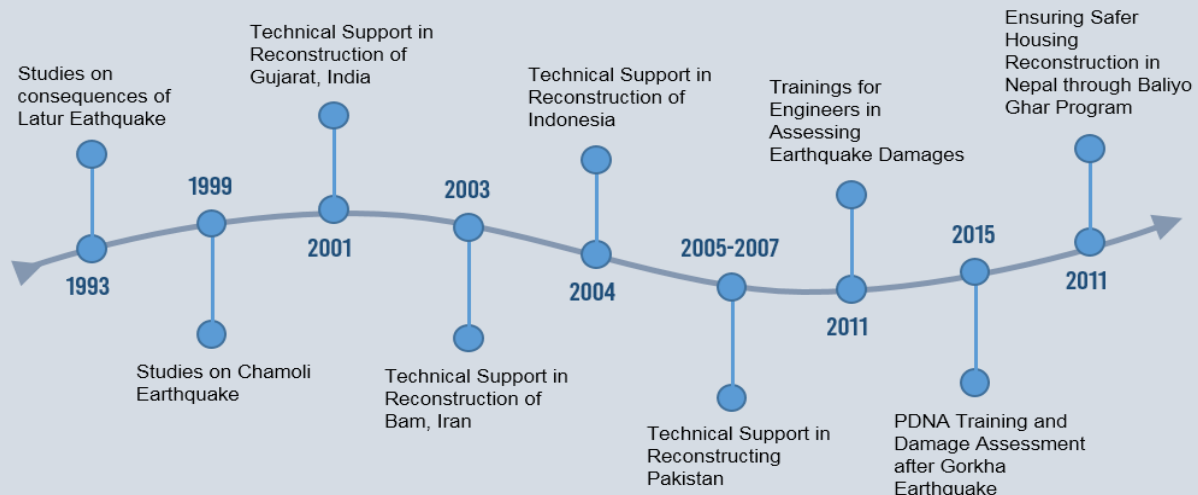 Studies on
consequences of
Latur Eathquake
1993
1999
Studies on Chamoli
Earthquake
Technical Support in
Reconstruction of
Gujarat, India
2001
2003
Technical Support in
Reconstruction of
Bam, Iran
Technical Support in
Reconstruction of
Indonesia
2004
2005-2007
Technical Support in
Reconstructing
Pakistan
Trainings for
Engineers in
Assessing
Earthquake Damages
2011
2015
PDNA Training and
Damage Assessment
after Gorkha
Earthquake
Ensuring Safer
Housing
Reconstruction in
Nepal through Baliyo
Ghar Program
2011